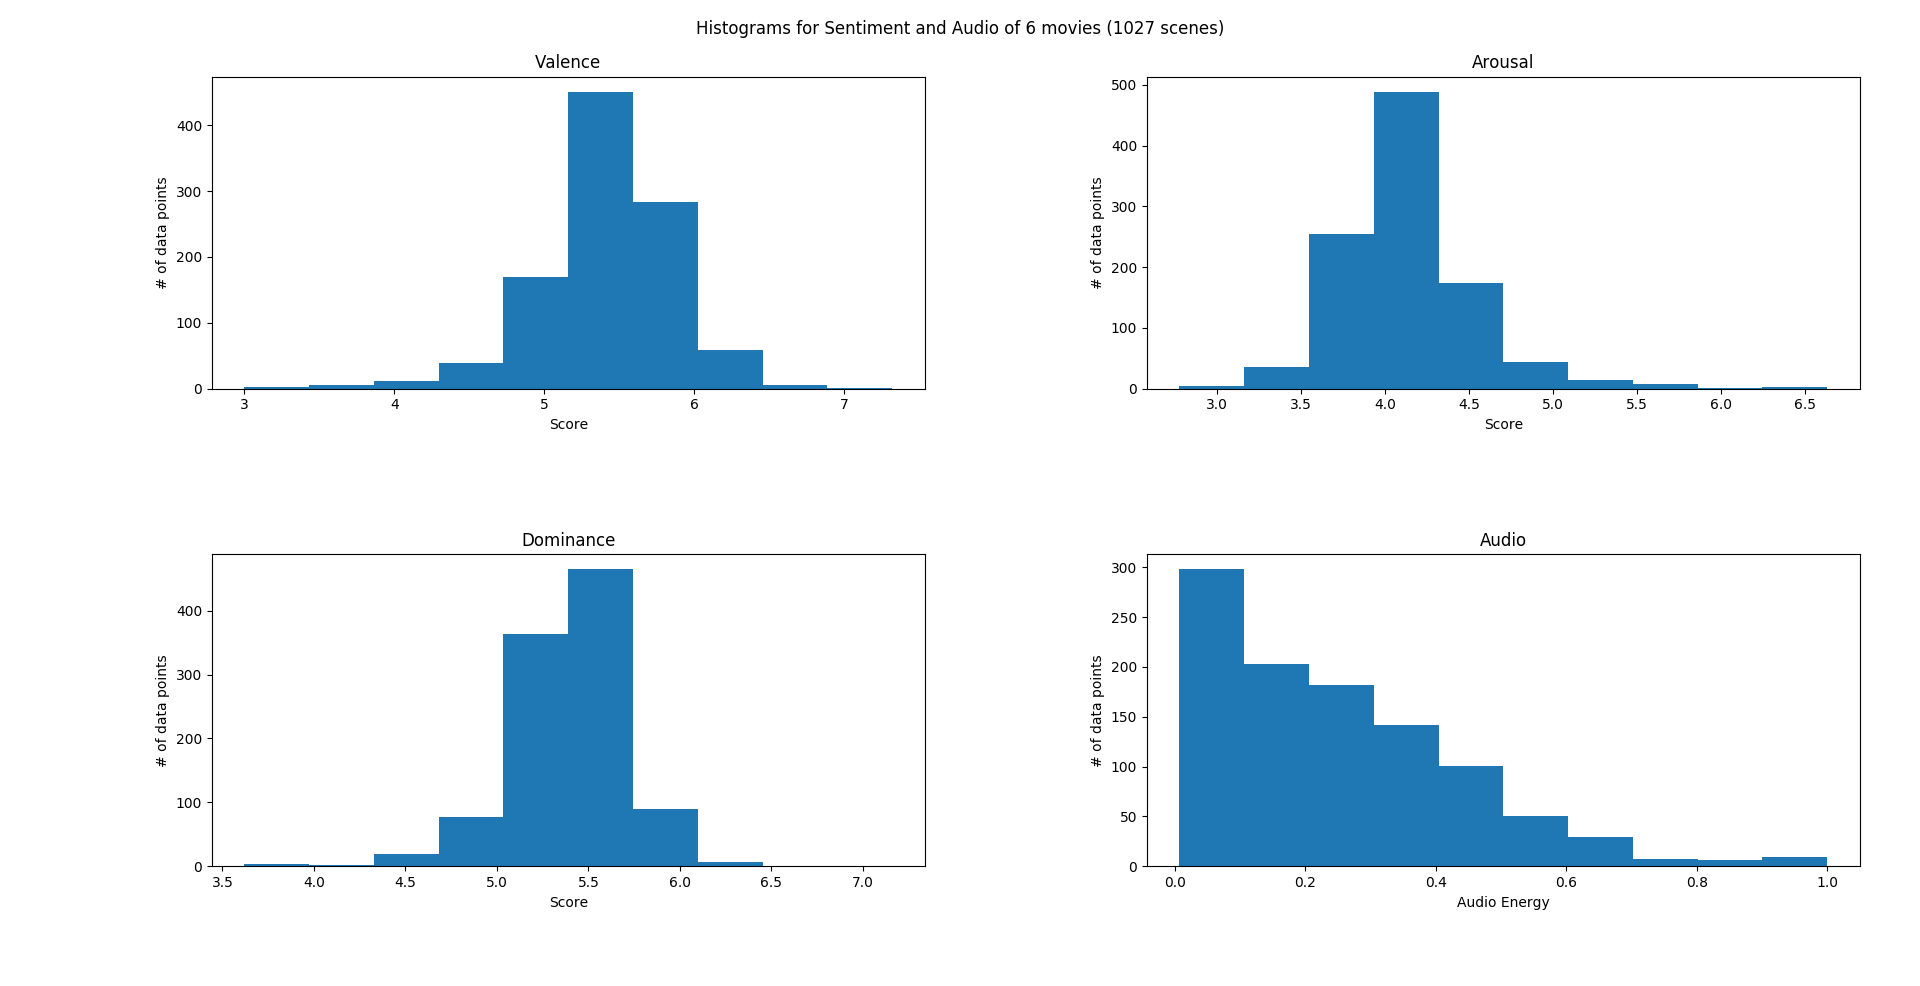 Histograms for Sentiment and Audio of 6 movies (1027 scenes)
Valence
# of data points
0
100
200
300
400
3 4 5 6 7
Score
Arousal
# of data points
0
100
200
300
400
500
3.0 3.5 4.0 4.5 5.0 5.5 6.0 6.5
Score
Dominance
# of data points
0
100
200
300
400
3.5 4.0 4.5 5.0 5.5 6.0 6.5 7.0
Score
Audio
# of data points
0
50
100
150
200
250
300
0.0 0.2 0.4 0.6 0.8 1.0
Audio Energy